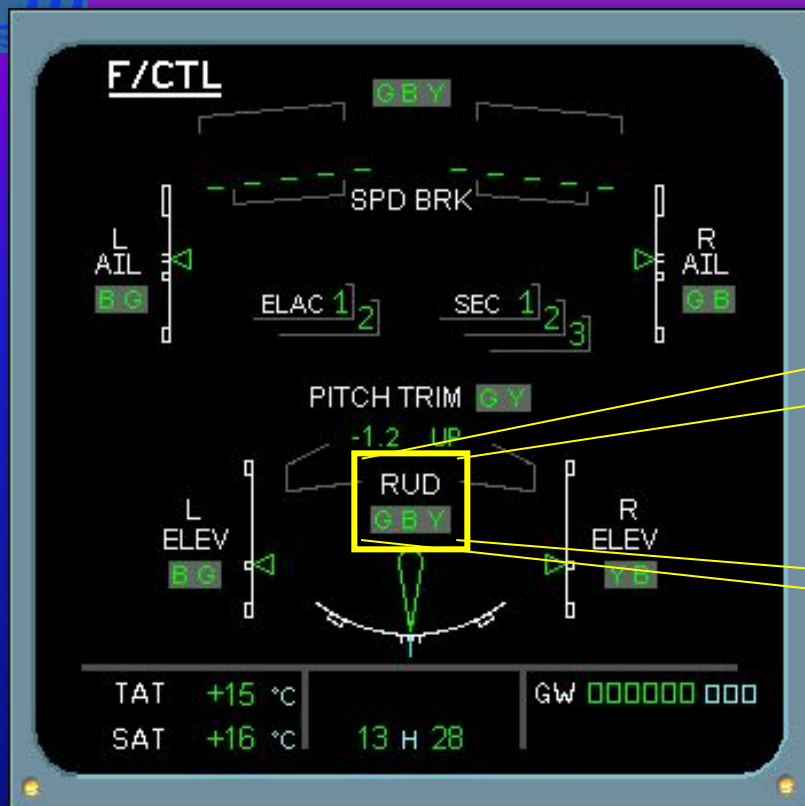 F/CTL
G B Y
SPD BRK
L
AIL
B G
R
AIL
G B
ELAC 1 2
SEC 1 2 3
PITCH TRIM G Y
-1.2 UP
RUD
G B Y
L
ELEV
B G
R
ELEV
Y B
TAT +15 °C
SAT +16 °C
13 H 28
GW